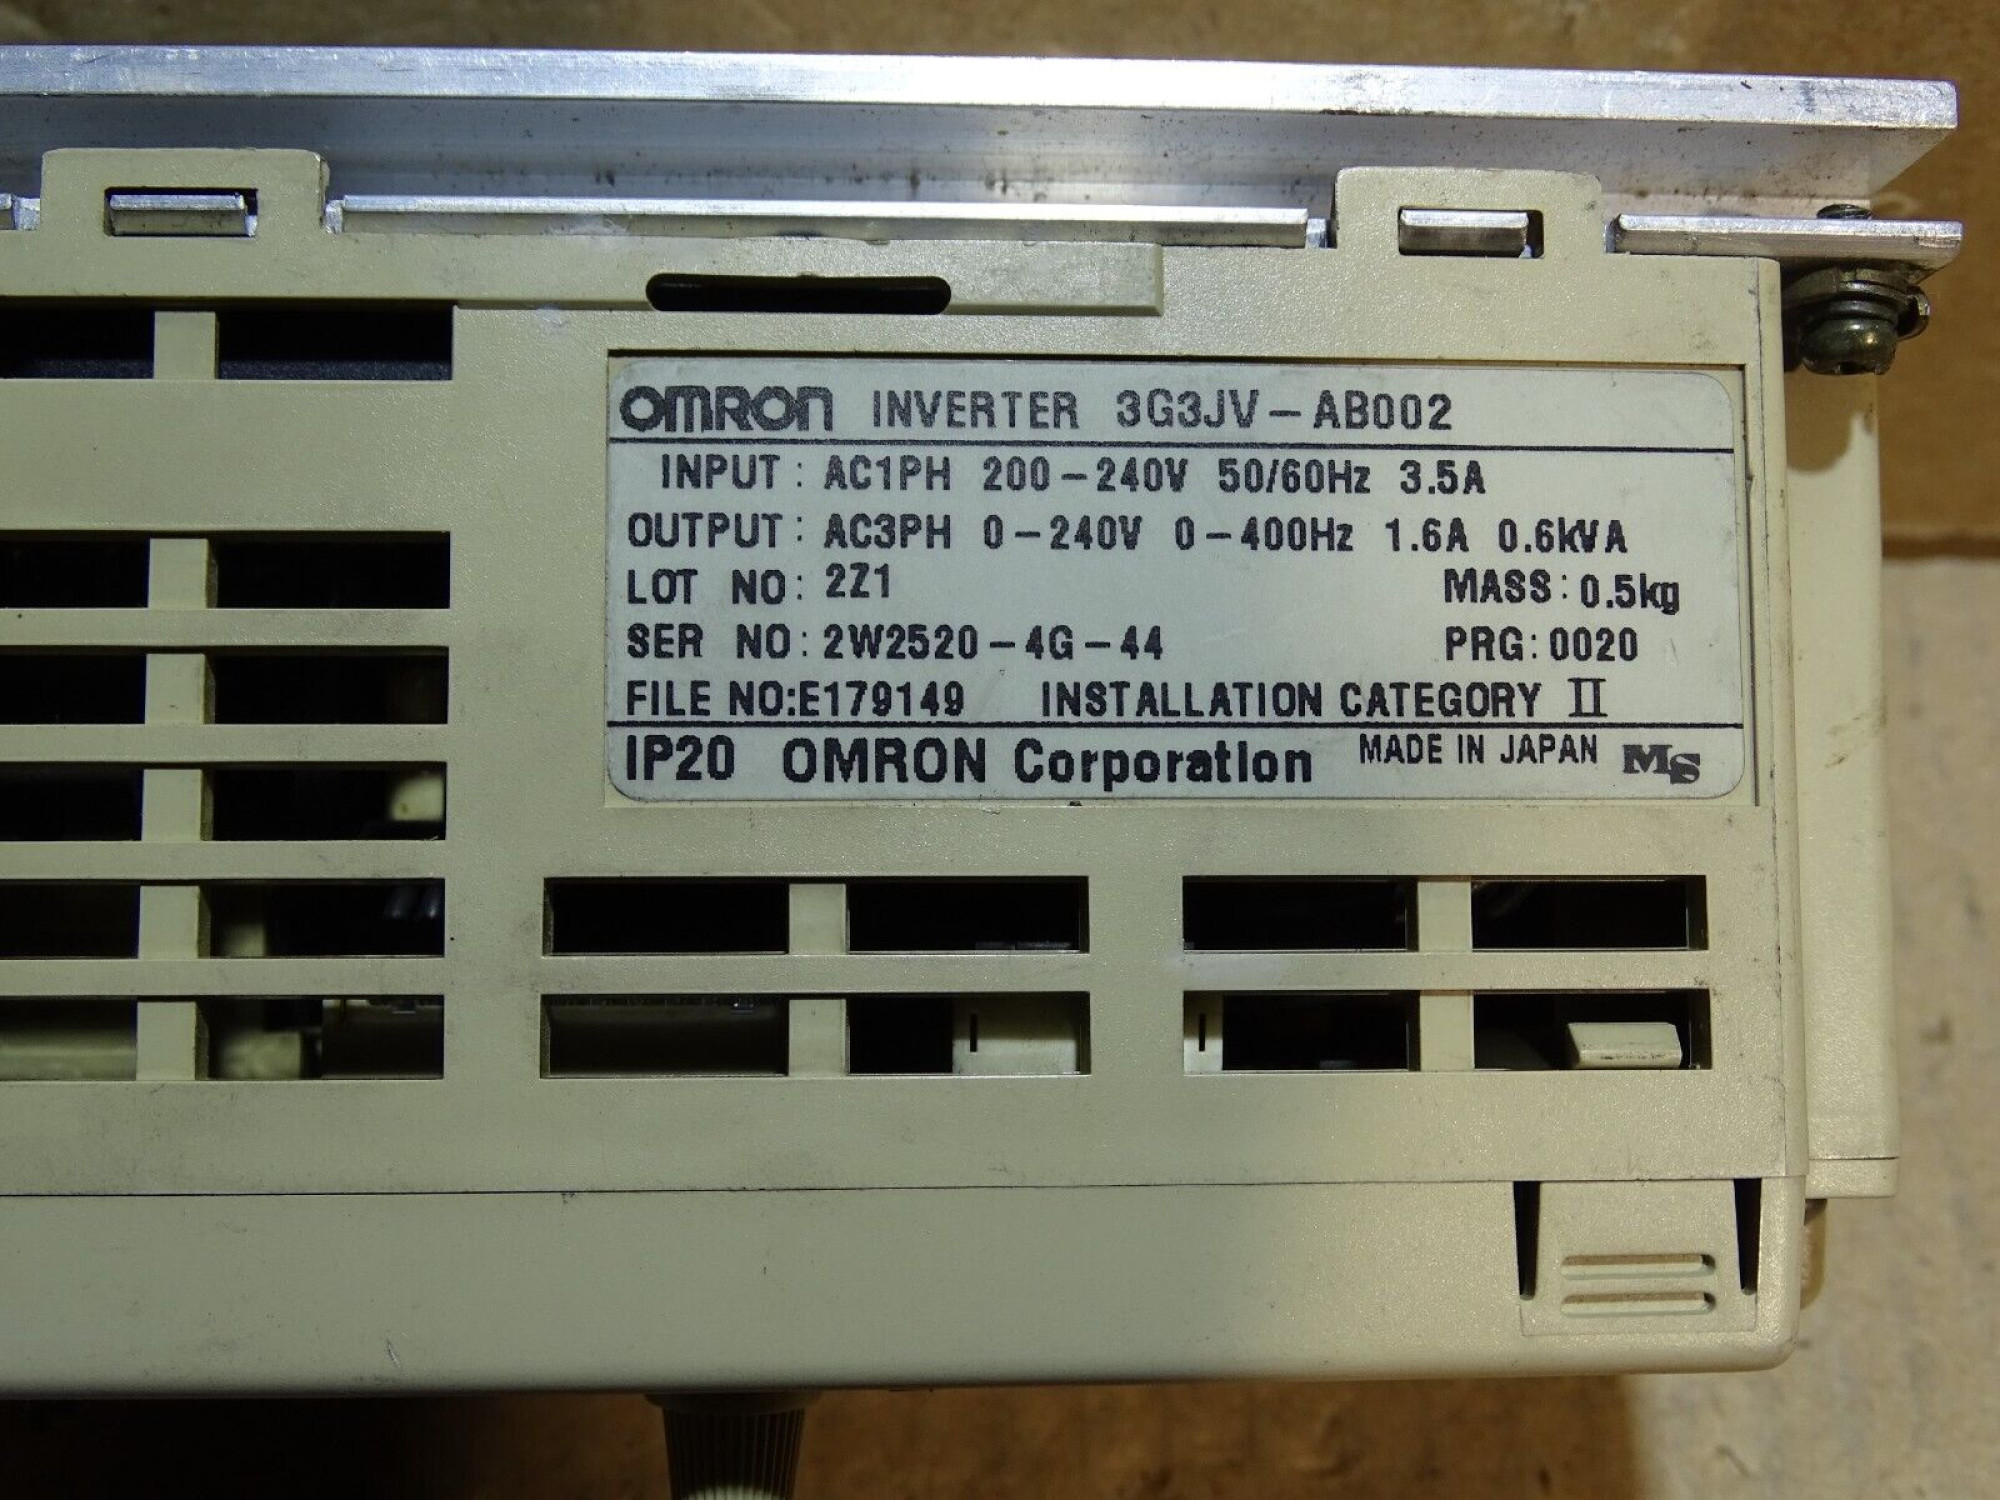 OMRON INVERTER 3G3JV-AB002
INPUT: AC1PH 200-240V 50/60Hz 3.5A
OUTPUT: AC3PH 0-240V 0-400Hz 1.6A 0.6kVA
LOT NO: 2Z1 MASS: 0.5kg
SER NO: 2W2520-4G-44 PRG: 0020
FILE NO:E179149 INSTALLATION CATEGORY II
IP20 OMRON Corporation MADE IN JAPAN MS